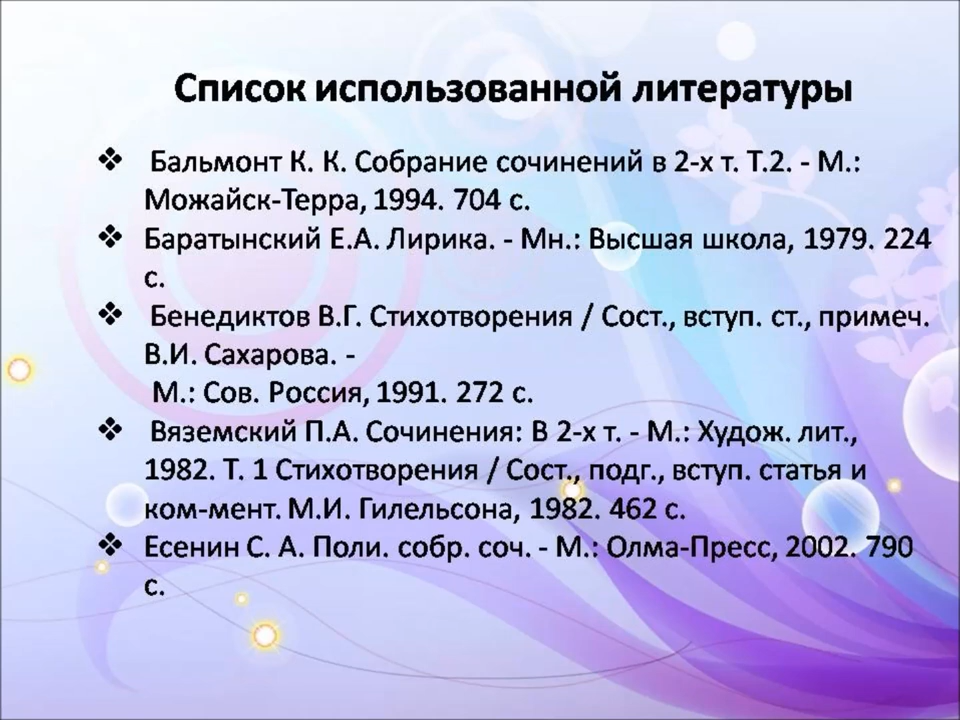 Список использованной литературы
❖ Бальмонт К. К. Собрание сочинений в 2-х т. Т.2. - М.:
Можайск-Терра, 1994. 704 с.
❖ Баратынский Е.А. Лирика. - Мн.: Высшая школа, 1979. 224
с.
❖ Бенедиктов В.Г. Стихотворения / Сост., вступ. ст., примеч.
В.И. Сахарова. -
М.: Сов. Россия, 1991. 272 с.
❖ Вяземский П.А. Сочинения: В 2-х т. - М.: Худож. лит.,
1982. Т. 1 Стихотворения / Сост., подг., вступ. статья и
ком-мент. М.И. Гилельсона, 1982. 462 с.
❖ Есенин С. А. Поли. собр. соч. - М.: Олма-Пресс, 2002. 790
с.